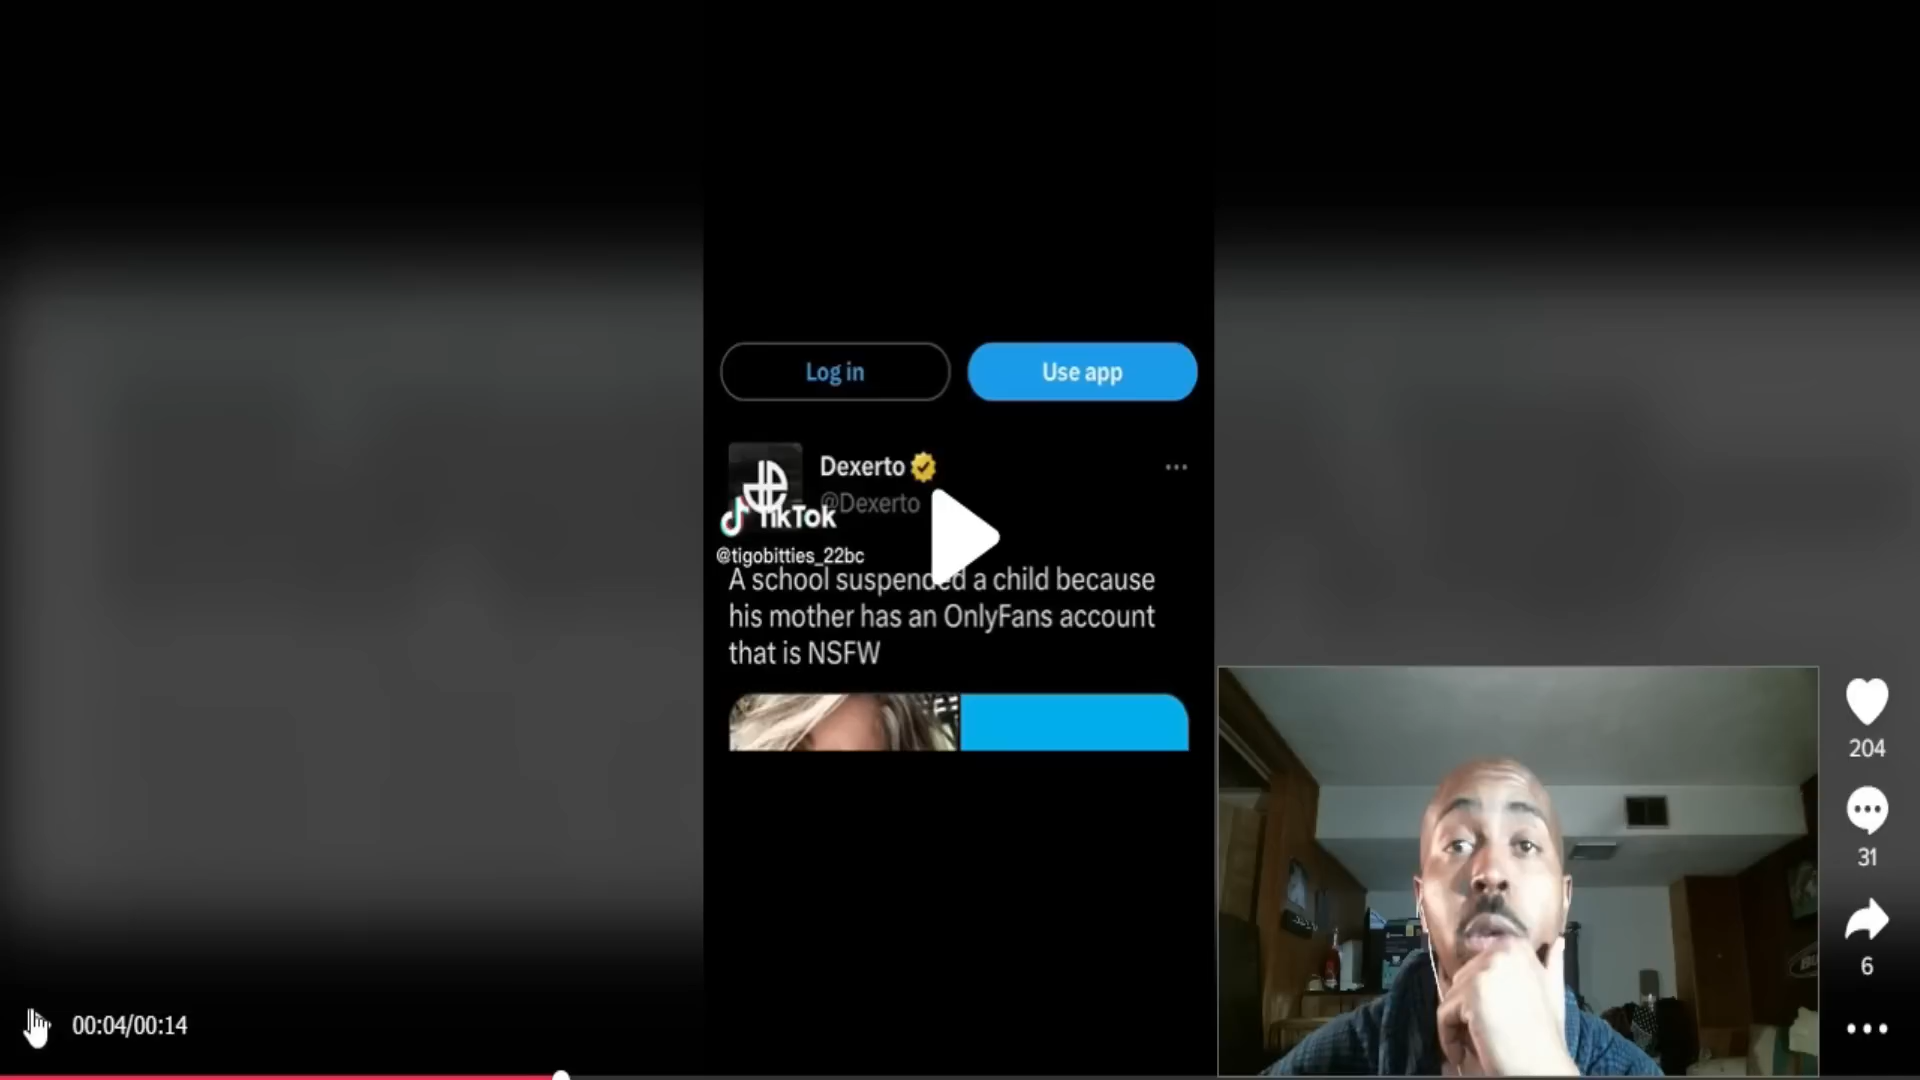 Log in
Use app
Dexerto
@Dexerto
TikTok
@tigobitties_22bc
A school suspended a child because
his mother has an OnlyFans account
that is NSFW
204
31
6
00:04/00:14